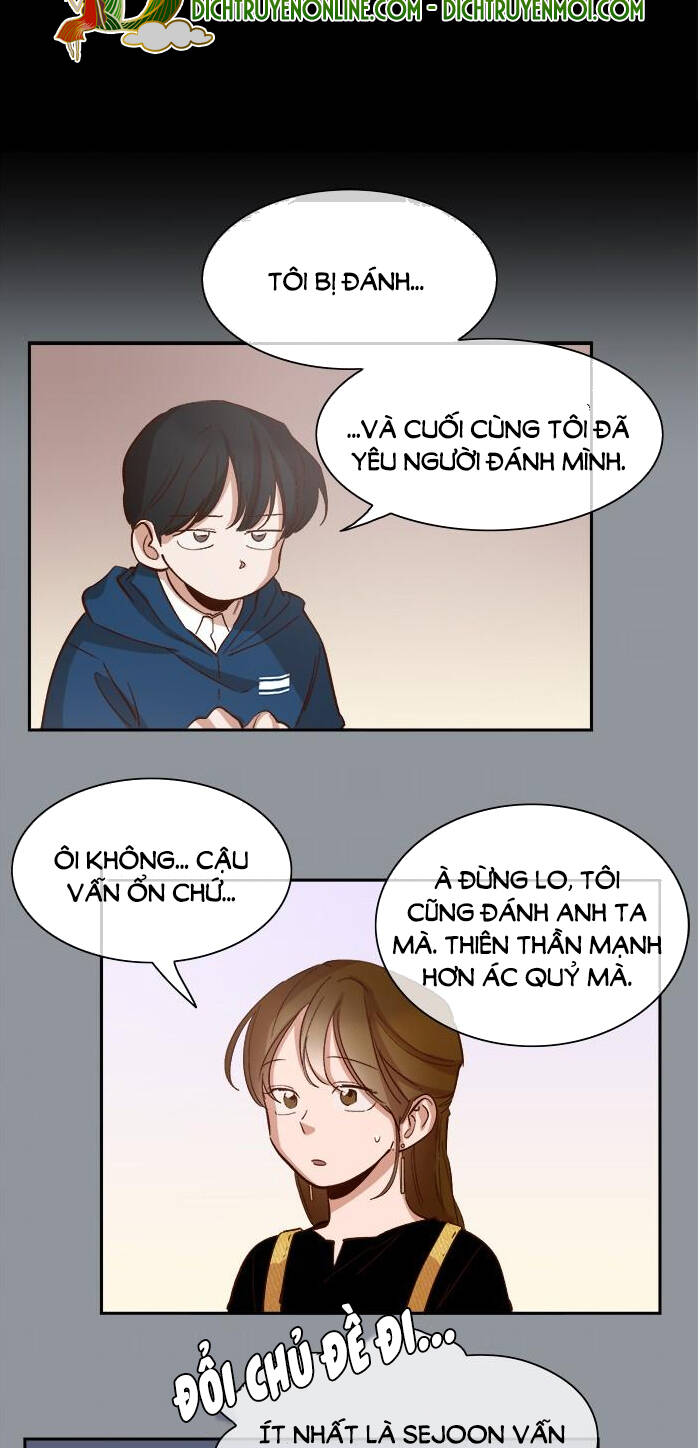 DICHTRUYENONLINE.COM - DICHTRUYENMOI.COM
TÔI BỊ ĐÁNH...
...VÀ CUỐI CÙNG TÔI ĐÃ
YÊU NGƯỜI ĐÁNH MÌNH.
ÔI KHÔNG... CẬU
VẪN ỔN CHỨ...
À ĐỪNG LO, TÔI
CŨNG ĐÁNH ANH TA
MÀ. THIÊN THẦN MẠNH
HƠN ÁC QUỶ MÀ.
ĐỔI CHỦ ĐỀ ĐI...
ÍT NHẤT LÀ SEJOON VẪN